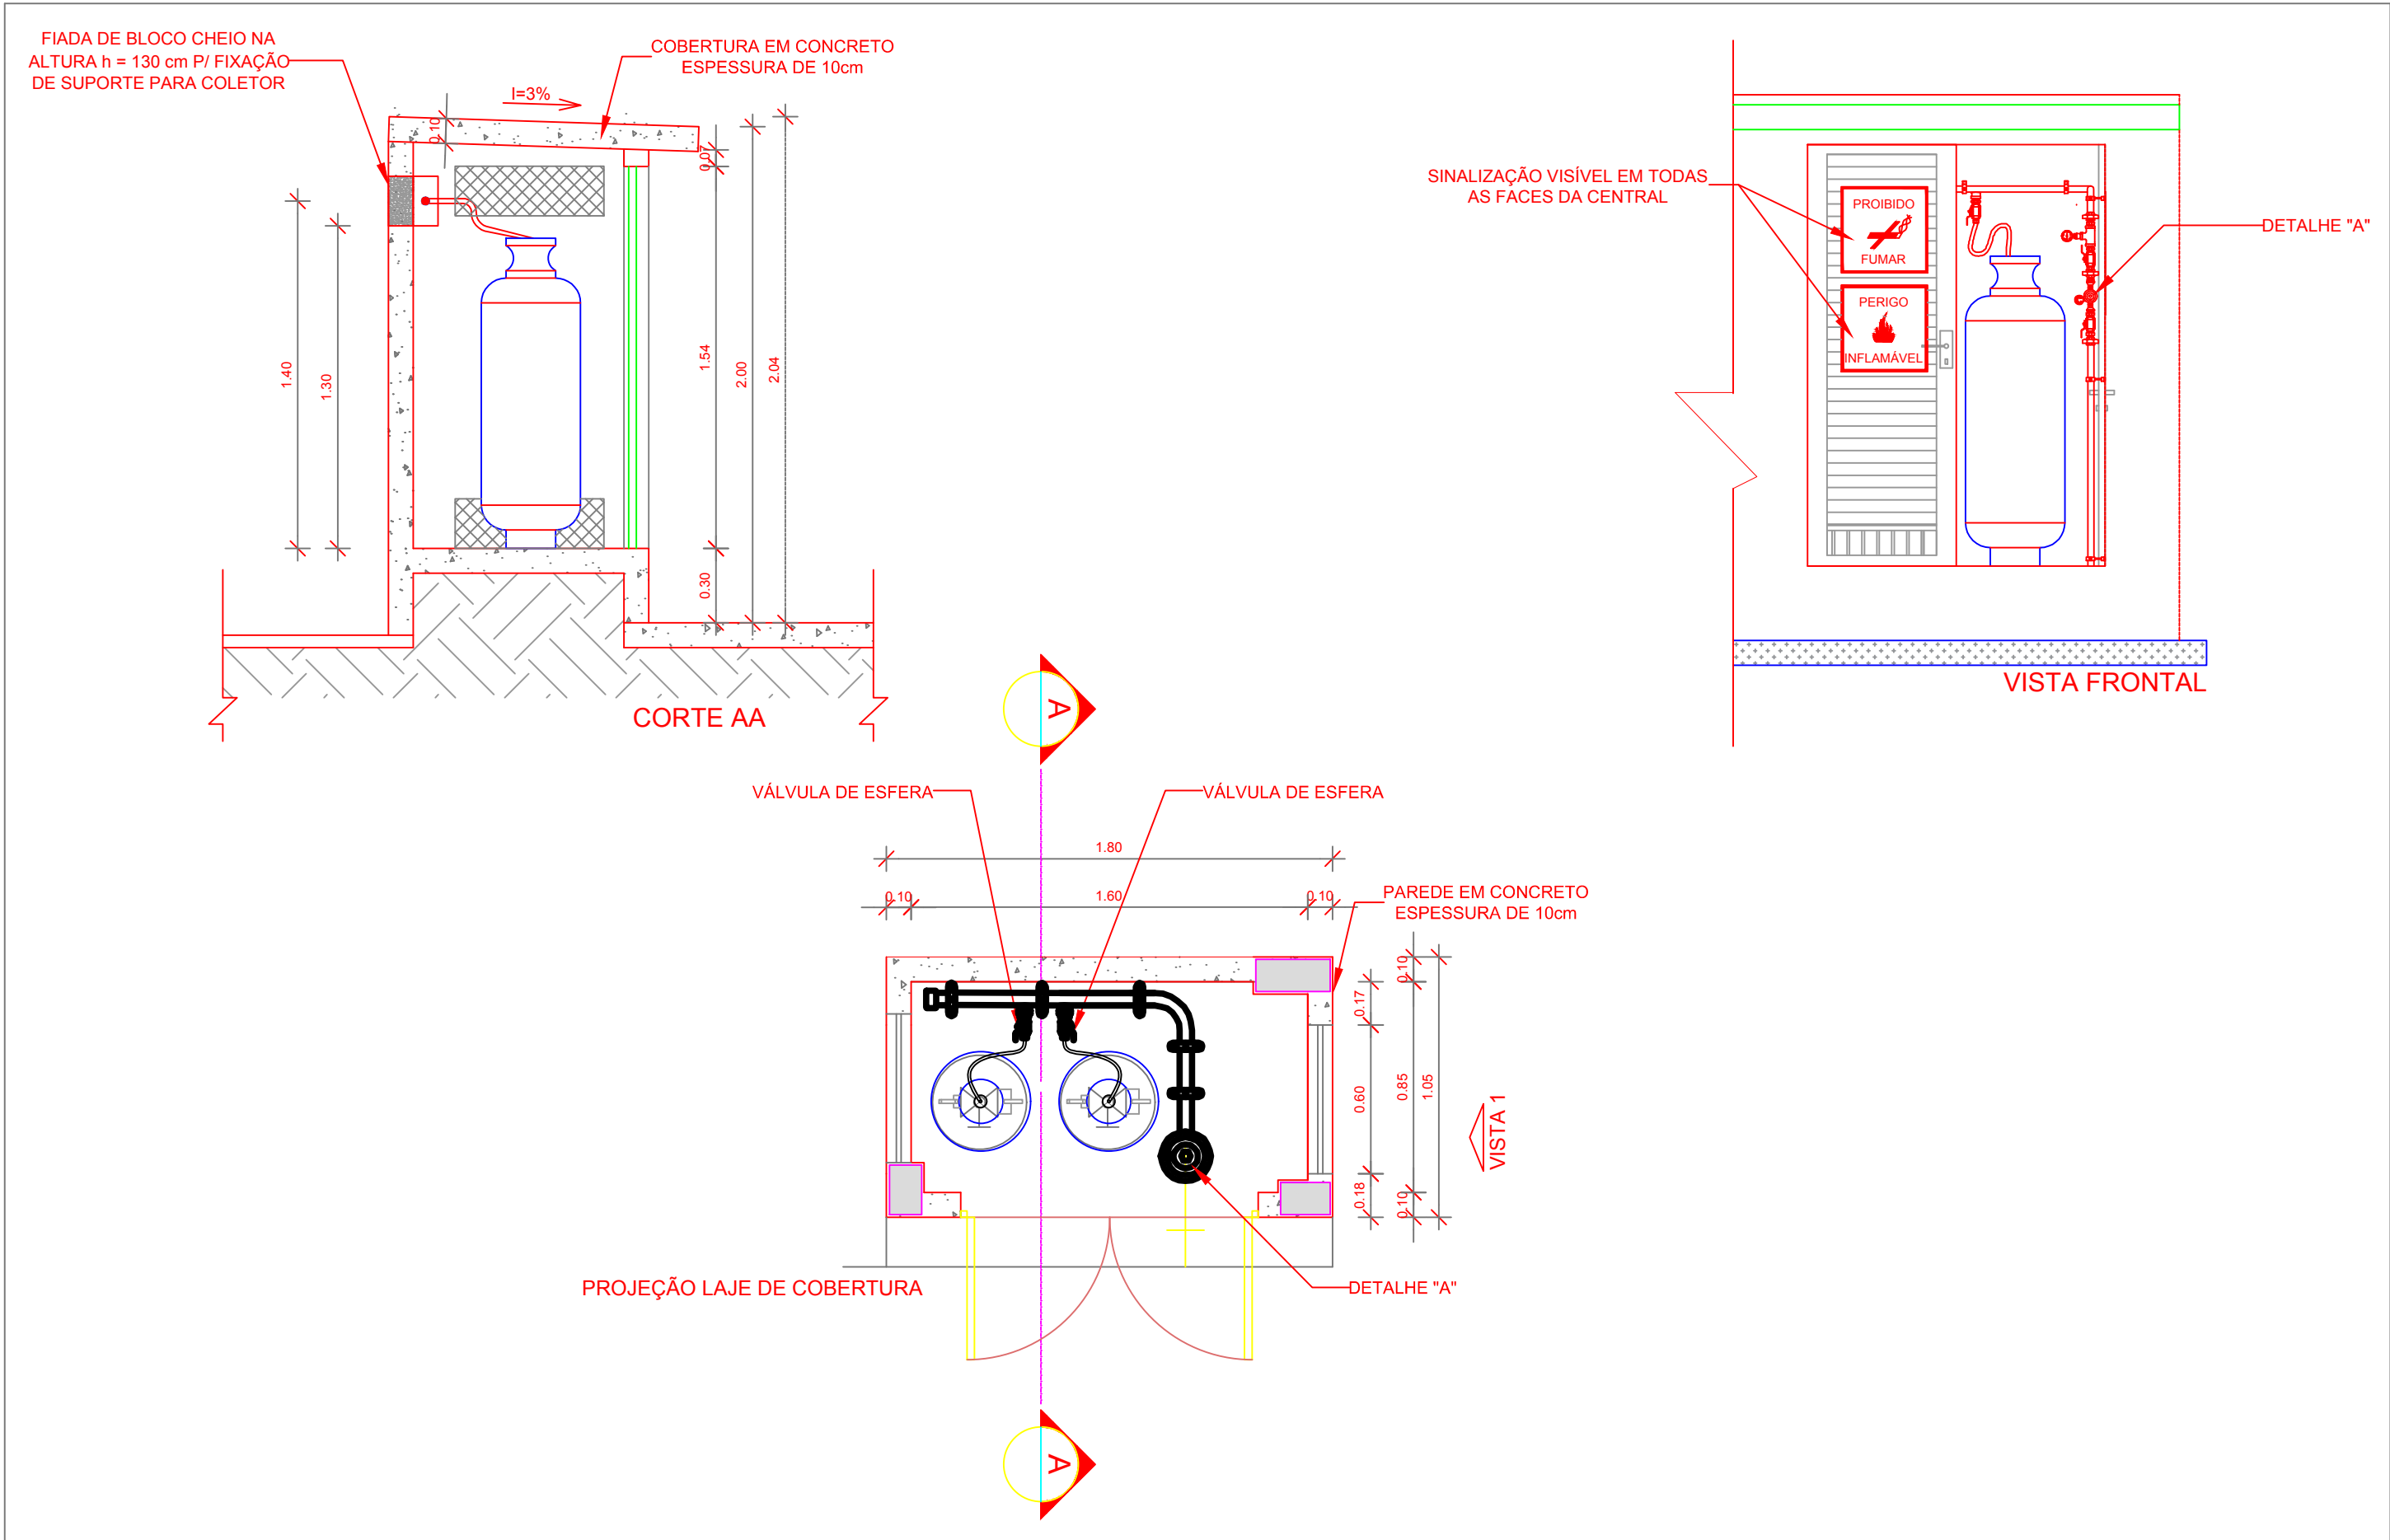 FIADA DE BLOCO CHEIO NA
ALTURA h = 130 cm P/ FIXAÇÃO
DE SUPORTE PARA COLETOR
COBERTURA EM CONCRETO
ESPESSURA DE 10cm
I=3%
0.10
0.07
1.40
1.30
1.54
2.00
2.04
0.30
CORTE AA
SINALIZAÇÃO VISÍVEL EM TODAS
AS FACES DA CENTRAL
PROIBIDO
FUMAR
PERIGO
INFLAMÁVEL
DETALHE "A"
VISTA FRONTAL
A
VÁLVULA DE ESFERA
VÁLVULA DE ESFERA
1.80
0.10
1.60
0.10
PAREDE EM CONCRETO
ESPESSURA DE 10cm
0.10
0.17
0.60
0.85
1.05
0.18
0.10
VISTA 1
PROJEÇÃO LAJE DE COBERTURA
DETALHE "A"
A